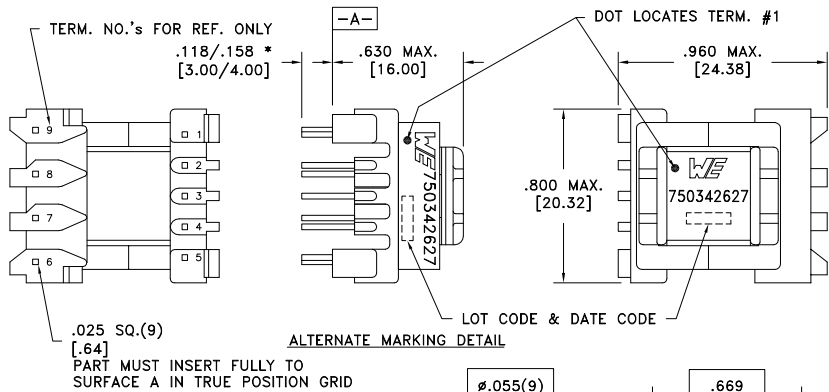 TERM. NO.'s FOR REF. ONLY
-A-
DOT LOCATES TERM. #1
.118/.158 *
[3.00/4.00]
.630 MAX.
[16.00]
.960 MAX.
[24.38]
9
1
8
2
7
3
4
6
5
WE 750342627
.800 MAX.
[20.32]
WE
750342627
LOT CODE & DATE CODE
ALTERNATE MARKING DETAIL
.025 SQ.(9)
[.64]
PART MUST INSERT FULLY TO
SURFACE A IN TRUE POSITION GRID
ø.055(9)
.669